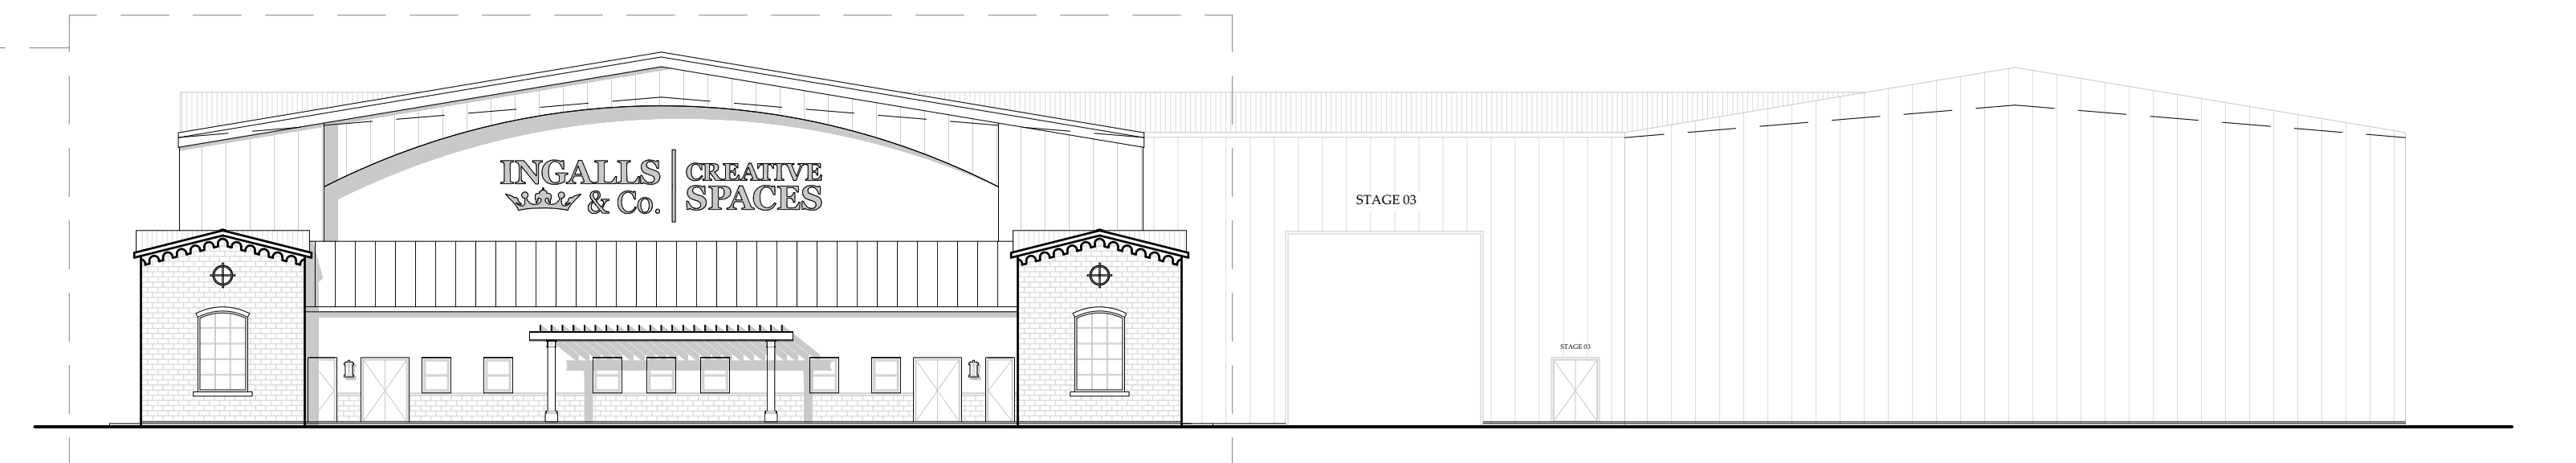 INGALLS
& Co.
CREATIVE
SPACES
STAGE 03
STAGE 03